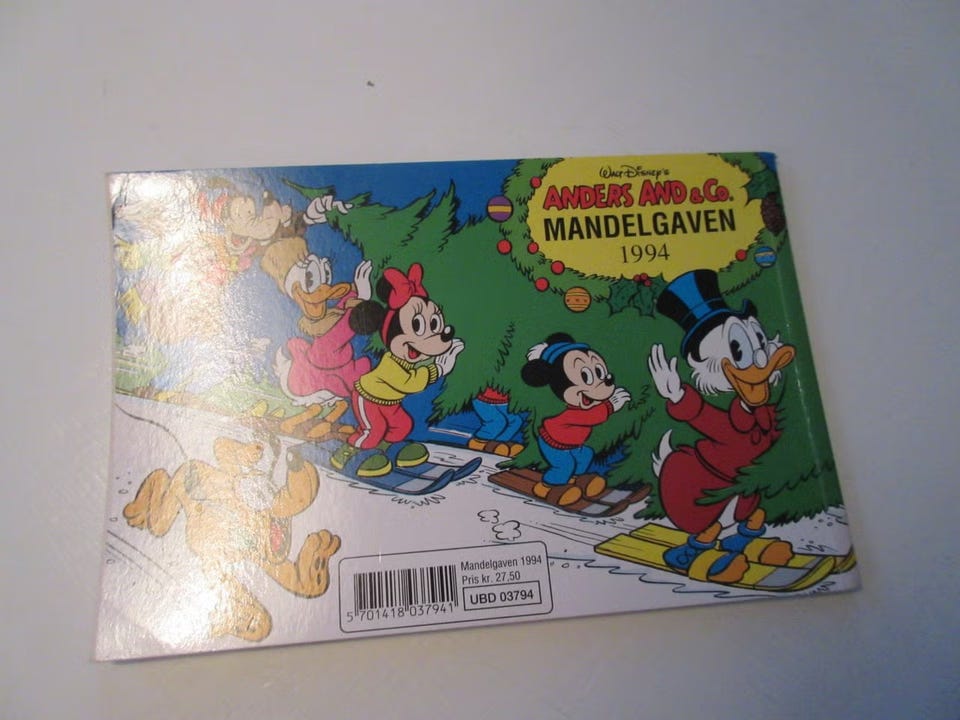 WALT DISNEY'S
ANDERS AND & Co.
MANDELGAVEN
1994
Mandelgaven 1994
Pris kr. 27,50
UBD 03794
5 701418 037941